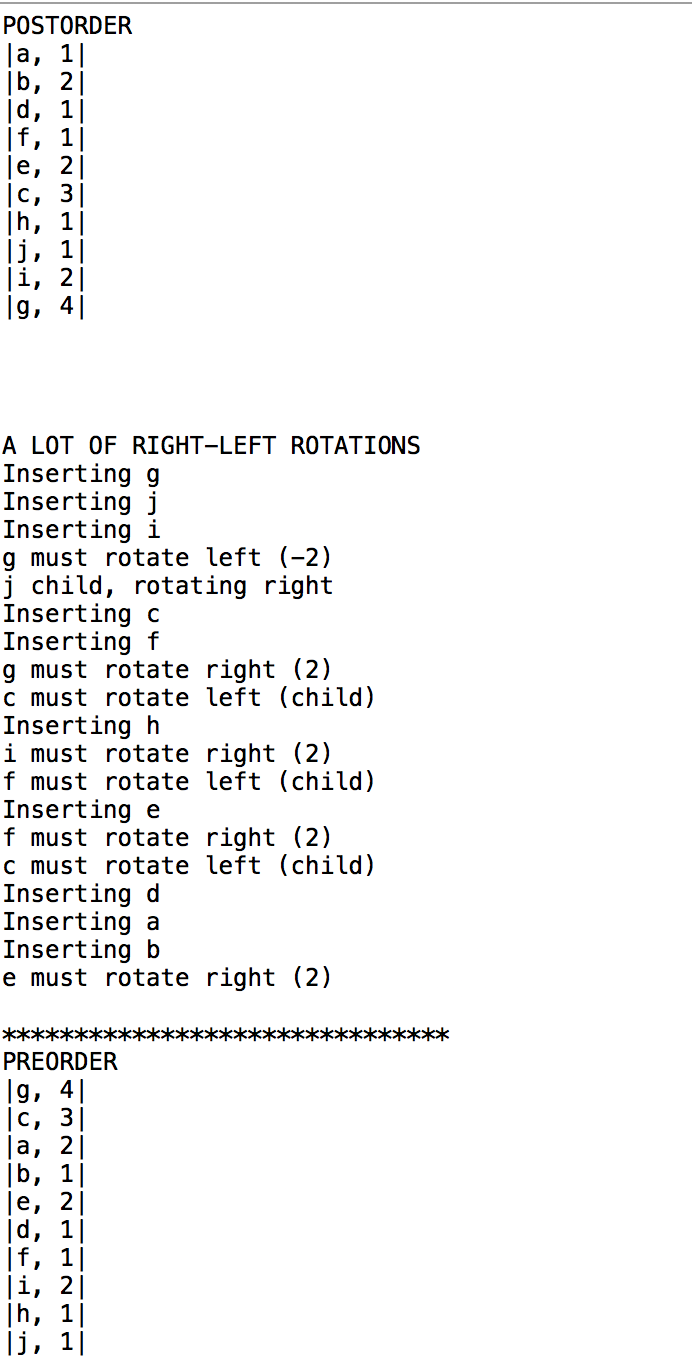 POSTORDER
|a, 1|
|b, 2|
|d, 1|
|f, 1|
|e, 2|
|c, 3|
|h, 1|
|j, 1|
|i, 2|
|g, 4|
A LOT OF RIGHT-LEFT ROTATIONS
Inserting g
Inserting j
Inserting i
g must rotate left (-2)
j child, rotating right
Inserting c
Inserting f
g must rotate right (2)
c must rotate left (child)
Inserting h
i must rotate right (2)
f must rotate left (child)
Inserting e
f must rotate right (2)
c must rotate left (child)
Inserting d
Inserting a
Inserting b
e must rotate right (2)
*******************************
PREORDER
|g, 4|
|c, 3|
|a, 2|
|b, 1|
|e, 2|
|d, 1|
|f, 1|
|i, 2|
|h, 1|
|j, 1|